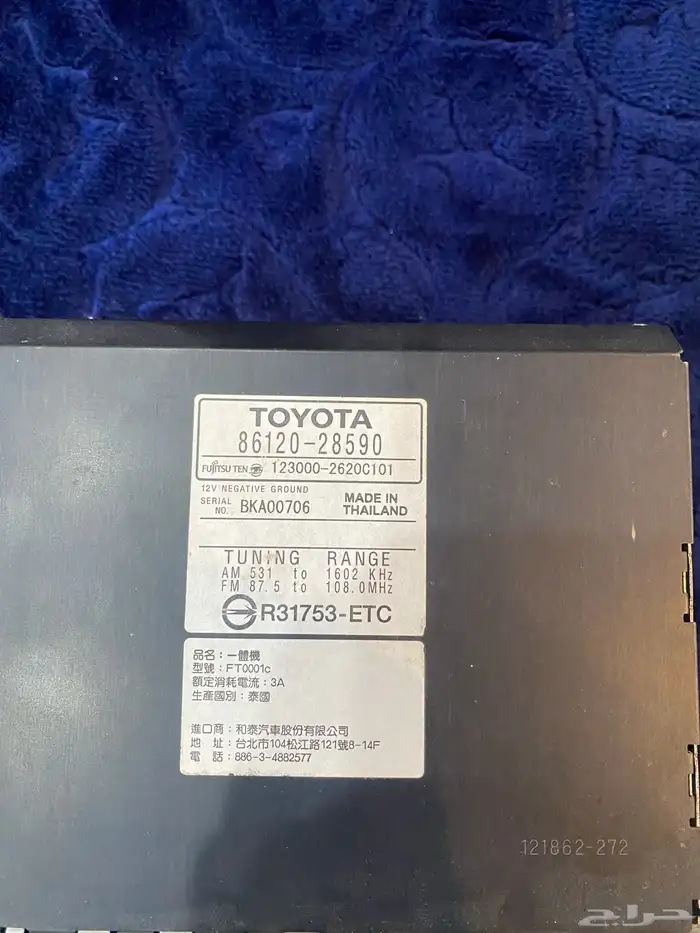 TOYOTA
86120-28590
FUJITSU TEN 123000-2620C101
12V NEGATIVE GROUND
SERIAL NO. BKA00706 MADE IN THAILAND
TUNING RANGE
AM 531 to 1602 KHz
FM 87.5 to 108.0MHz
R31753-ETC
品名：一體機
型號：FT0001c
額定消耗電流：3A
生產國別：泰國
進口商：和泰汽車股份有限公司
地 址：台北市104松江路121號8-14F
電 話：886-3-4882577
121862-272
حراج